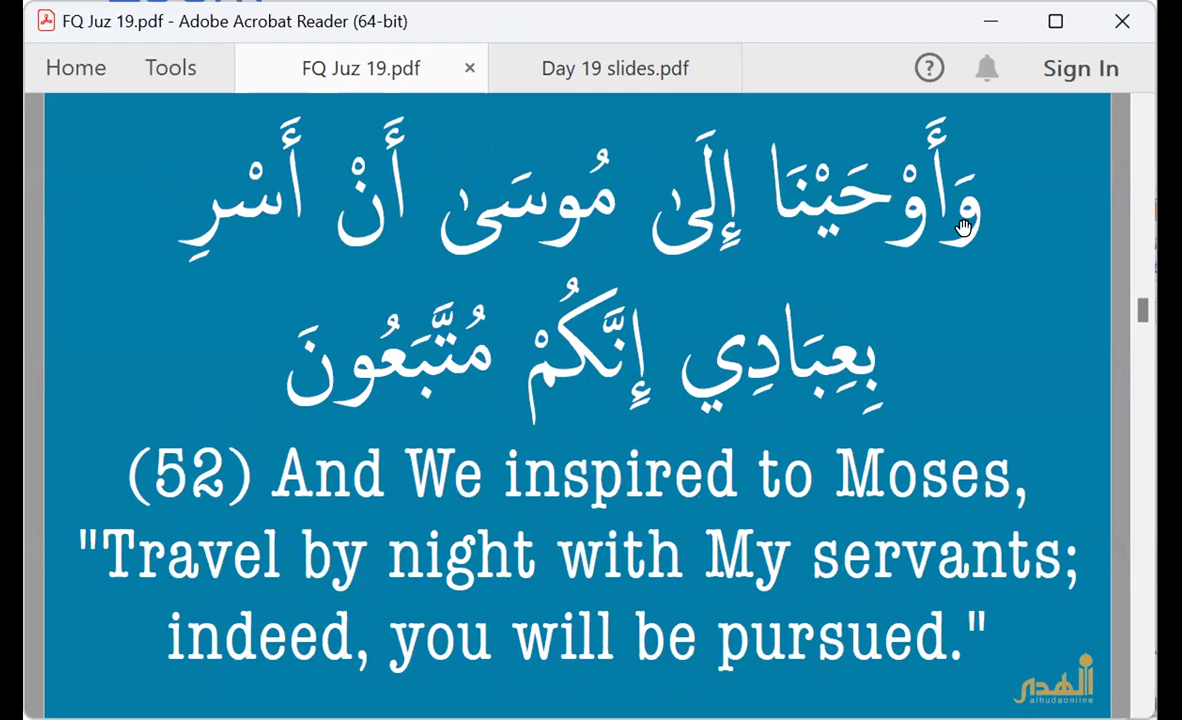 FQ Juz 19.pdf - Adobe Acrobat Reader (64-bit)
Home Tools FQ Juz 19.pdf × Day 19 slides.pdf ? Sign In
وَأَوْحَيْنَا إِلَىٰ مُوسَىٰ أَنْ أَسْرِ
بِعِبَادِي إِنَّكُمْ مُتَّبَعُونَ
(52) And We inspired to Moses,
"Travel by night with My servants;
indeed, you will be pursued."
الهدى
alhudaonline